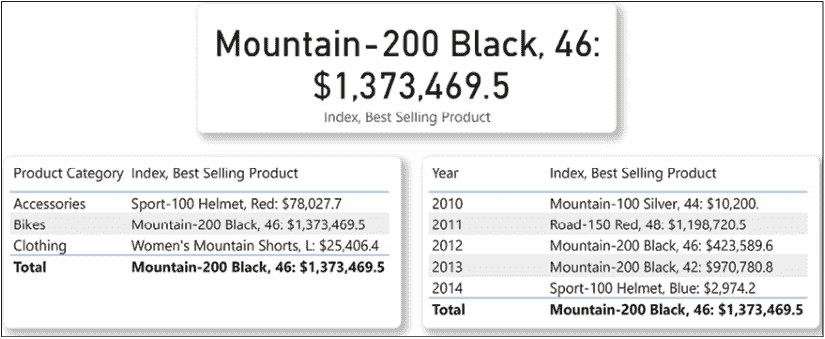 Mountain-200 Black, 46:
$1,373,469.5
Index, Best Selling Product
Product Category Index, Best Selling Product
Accessories Sport-100 Helmet, Red: $78,027.7
Bikes Mountain-200 Black, 46: $1,373,469.5
Clothing Women's Mountain Shorts, L: $25,406.4
Total Mountain-200 Black, 46: $1,373,469.5
Year Index, Best Selling Product
2010 Mountain-100 Silver, 44: $10,200.
2011 Road-150 Red, 48: $1,198,720.5
2012 Mountain-200 Black, 46: $423,589.6
2013 Mountain-200 Black, 42: $970,780.8
2014 Sport-100 Helmet, Blue: $2,974.2
Total Mountain-200 Black, 46: $1,373,469.5